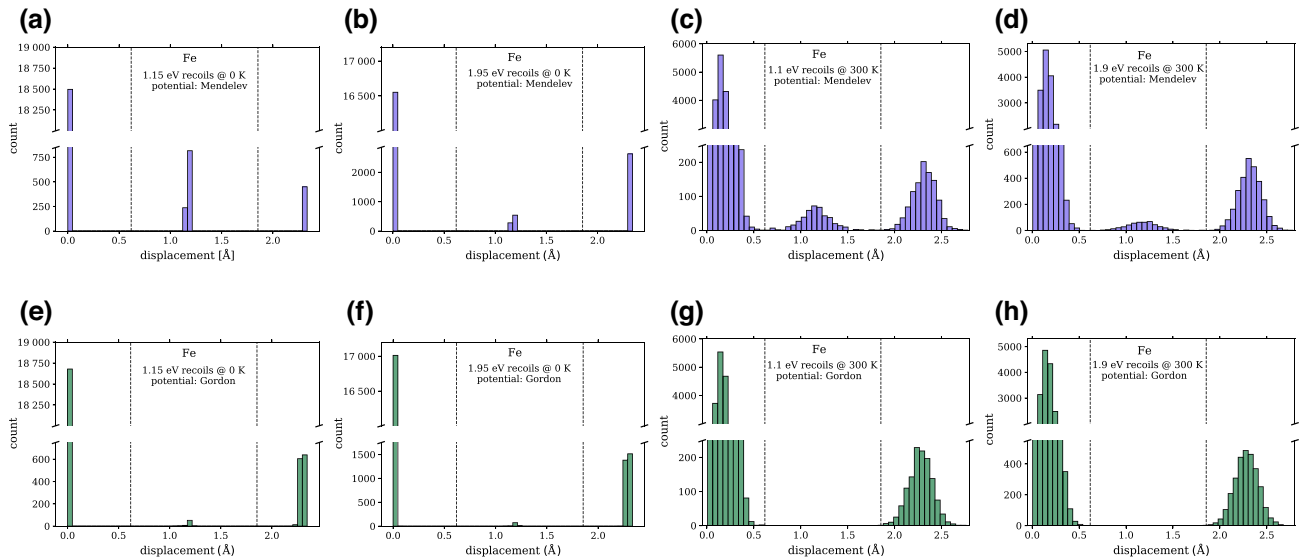 (a)
19 000
18 500
18 000
750
500
250
0
0.0 0.5 1.0 1.5 2.0
count
displacement [Å]
Fe
1.15 eV recoils @ 0 K
potential: Mendelev
(b)
17 000
16 500
2000
1000
0
0.0 0.5 1.0 1.5 2.0
count
displacement (Å)
Fe
1.95 eV recoils @ 0 K
potential: Mendelev
(c)
6000
5000
4000
200
100
0
0.0 0.5 1.0 1.5 2.0 2.5
count
displacement (Å)
Fe
1.1 eV recoils @ 300 K
potential: Mendelev
(d)
5000
4000
3000
600
400
200
0
0.0 0.5 1.0 1.5 2.0 2.5
count
displacement (Å)
Fe
1.9 eV recoils @ 300 K
potential: Mendelev
(e)
19 000
18 750
18 500
18 250
600
400
200
0
0.0 0.5 1.0 1.5 2.0
count
displacement (Å)
Fe
1.15 eV recoils @ 0 K
potential: Gordon
(f)
17 000
16 500
1500
1000
500
0
0.0 0.5 1.0 1.5 2.0
count
displacement (Å)
Fe
1.95 eV recoils @ 0 K
potential: Gordon
(g)
6000
5000
4000
200
100
0
0.0 0.5 1.0 1.5 2.0 2.5
count
displacement (Å)
Fe
1.1 eV recoils @ 300 K
potential: Gordon
(h)
5000
4000
3000
400
200
0
0.0 0.5 1.0 1.5 2.0 2.5
count
displacement (Å)
Fe
1.9 eV recoils @ 300 K
potential: Gordon